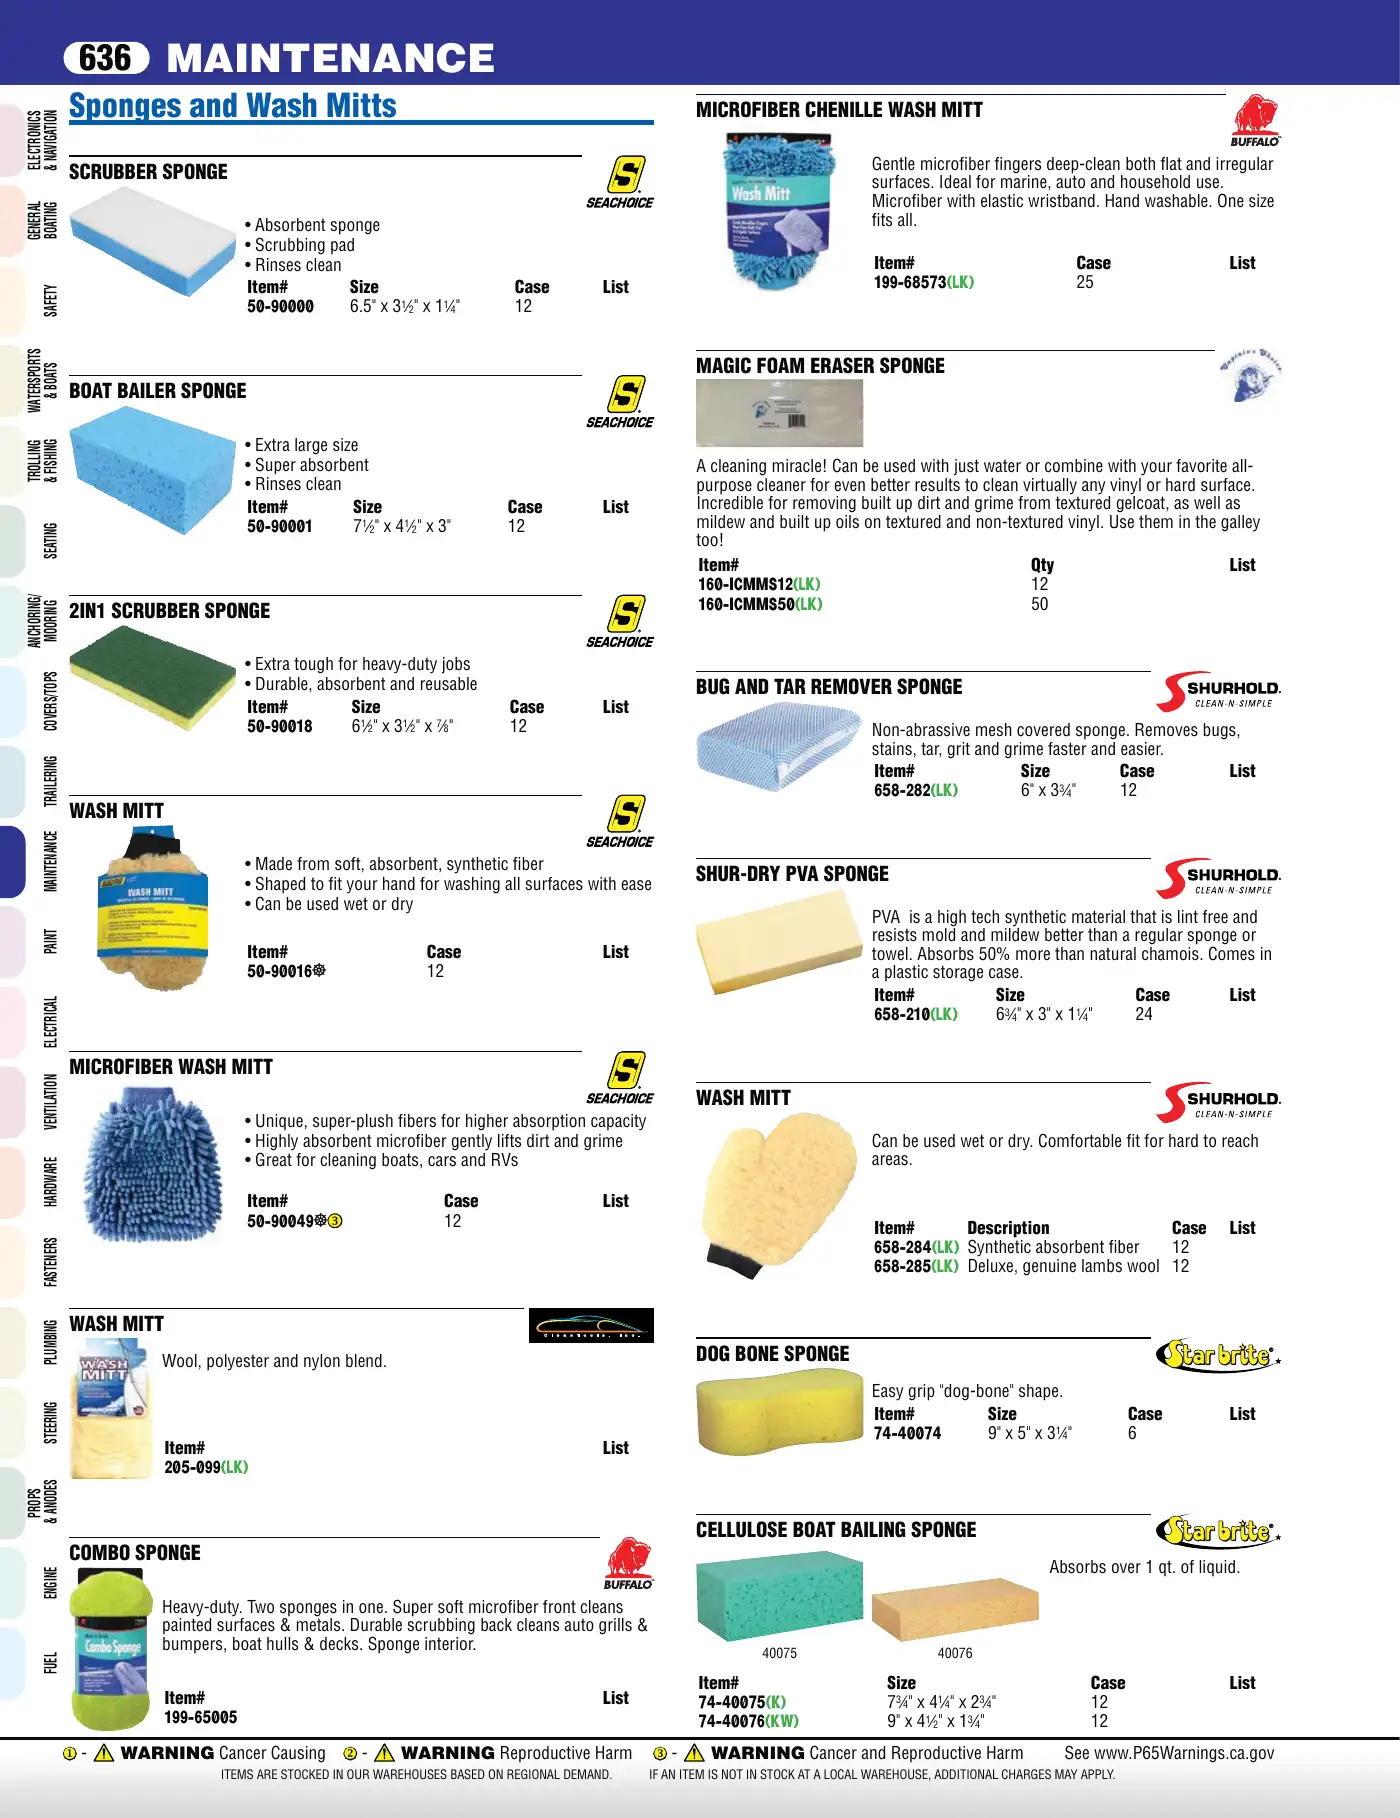 636 MAINTENANCE
Sponges and Wash Mitts
SCRUBBER SPONGE
SEACHOICE
• Absorbent sponge
• Scrubbing pad
• Rinses clean
Item# Size Case List
50-90000 6.5" x 3½" x 1¼" 12
BOAT BAILER SPONGE
SEACHOICE
• Extra large size
• Super absorbent
• Rinses clean
Item# Size Case List
50-90001 7½" x 4½" x 3" 12
2IN1 SCRUBBER SPONGE
SEACHOICE
• Extra tough for heavy-duty jobs
• Durable, absorbent and reusable
Item# Size Case List
50-90018 6½" x 3½" x ⅞" 12
WASH MITT
SEACHOICE
WASH MITT
• Made from soft, absorbent, synthetic fiber
• Shaped to fit your hand for washing all surfaces with ease
• Can be used wet or dry
Item# Case List
50-90016 12
MICROFIBER WASH MITT
SEACHOICE
• Unique, super-plush fibers for higher absorption capacity
• Highly absorbent microfiber gently lifts dirt and grime
• Great for cleaning boats, cars and RVs
Item# Case List
50-90049 3 12
WASH MITT
CleanTools, Inc.
WASH
MITT
Wool, polyester and nylon blend.
Item# List
205-099(LK)
COMBO SPONGE
BUFFALO
Combo Sponge
Heavy-duty. Two sponges in one. Super soft microfiber front cleans
painted surfaces & metals. Durable scrubbing back cleans auto grills &
bumpers, boat hulls & decks. Sponge interior.
Item# List
199-65005
MICROFIBER CHENILLE WASH MITT
BUFFALO
Wash Mitt
Gentle microfiber fingers deep-clean both flat and irregular
surfaces. Ideal for marine, auto and household use.
Microfiber with elastic wristband. Hand washable. One size
fits all.
Item# Case List
199-68573(LK) 25
MAGIC FOAM ERASER SPONGE
Captain's Choice
A cleaning miracle! Can be used with just water or combine with your favorite all-
purpose cleaner for even better results to clean virtually any vinyl or hard surface.
Incredible for removing built up dirt and grime from textured gelcoat, as well as
mildew and built up oils on textured and non-textured vinyl. Use them in the galley
too!
Item# Qty List
160-ICMMS12(LK) 12
160-ICMMS50(LK) 50
BUG AND TAR REMOVER SPONGE
SHURHOLD
CLEAN-N-SIMPLE
Non-abrassive mesh covered sponge. Removes bugs,
stains, tar, grit and grime faster and easier.
Item# Size Case List
658-282(LK) 6" x 3¾" 12
SHUR-DRY PVA SPONGE
SHURHOLD
CLEAN-N-SIMPLE
PVA is a high tech synthetic material that is lint free and
resists mold and mildew better than a regular sponge or
towel. Absorbs 50% more than natural chamois. Comes in
a plastic storage case.
Item# Size Case List
658-210(LK) 6¾" x 3" x 1¼" 24
WASH MITT
SHURHOLD
CLEAN-N-SIMPLE
Can be used wet or dry. Comfortable fit for hard to reach
areas.
Item# Description Case List
658-284(LK) Synthetic absorbent fiber 12
658-285(LK) Deluxe, genuine lambs wool 12
DOG BONE SPONGE
Star brite
Easy grip "dog-bone" shape.
Item# Size Case List
74-40074 9" x 5" x 3¼" 6
CELLULOSE BOAT BAILING SPONGE
Star brite
Absorbs over 1 qt. of liquid.
40075 40076
Item# Size Case List
74-40075(K) 7¾" x 4¼" x 2¾" 12
74-40076(KW) 9" x 4½" x 1¾" 12
ELECTRONICS
& NAVIGATION
GENERAL
BOATING
SAFETY
WATERSPORTS
& BOATS
TROLLING
& FISHING
SEATING
ANCHORING/
MOORING
COVERS/TOPS
TRAILERING
MAINTENANCE
PAINT
ELECTRICAL
VENTILATION
HARDWARE
FASTENERS
PLUMBING
STEERING
PROPS
& ANODES
ENGINE
FUEL
1 - WARNING Cancer Causing 2 - WARNING Reproductive Harm 3 - WARNING Cancer and Reproductive Harm See www.P65Warnings.ca.gov
ITEMS ARE STOCKED IN OUR WAREHOUSES BASED ON REGIONAL DEMAND. IF AN ITEM IS NOT IN STOCK AT A LOCAL WAREHOUSE, ADDITIONAL CHARGES MAY APPLY.